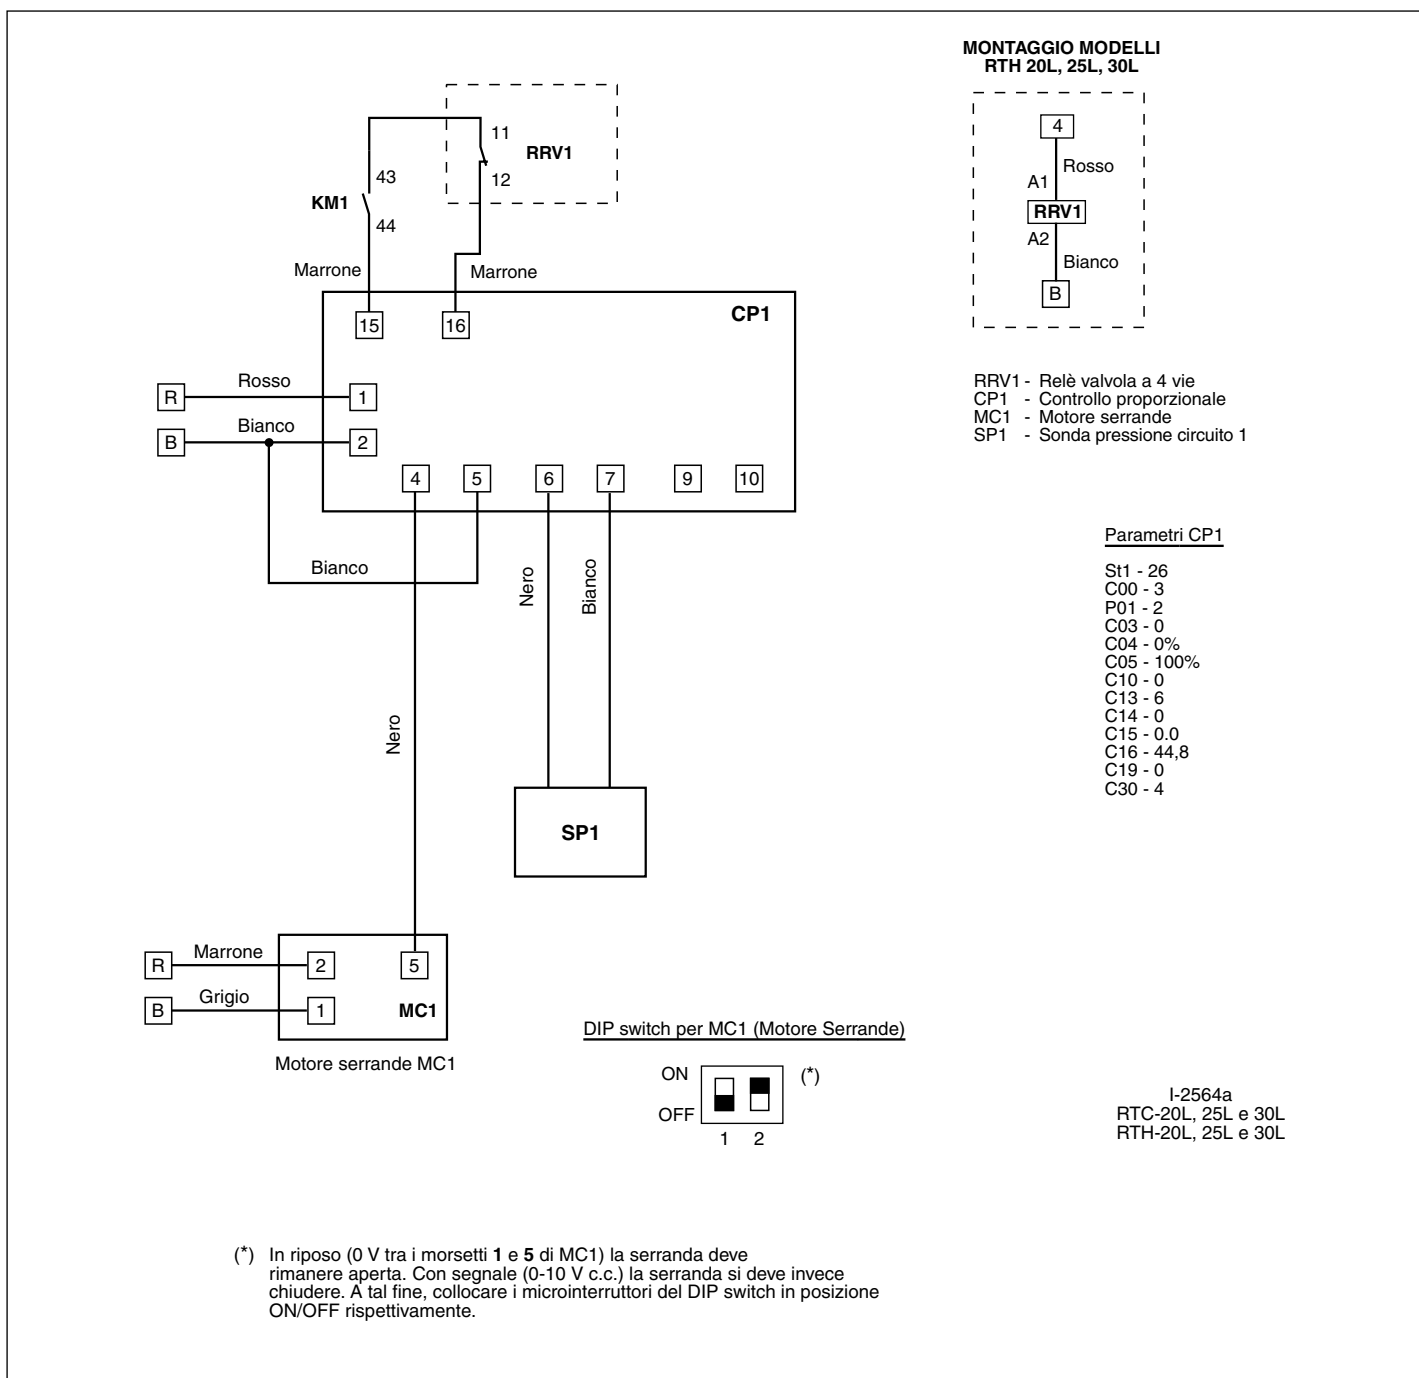 MONTAGGIO MODELLI
RTH 20L, 25L, 30L
4
Rosso
A1
RRV1
A2
Bianco
B
11
RRV1
12
43
KM1
44
Marrone
Marrone
15
16
CP1
R
Rosso
1
B
Bianco
2
4
5
6
7
9
10
Bianco
Nero
Bianco
Nero
SP1
RRV1 - Relè valvola a 4 vie
CP1 - Controllo proporzionale
MC1 - Motore serrande
SP1 - Sonda pressione circuito 1
Parametri CP1
St1 - 26
C00 - 3
P01 - 2
C03 - 0
C04 - 0%
C05 - 100%
C10 - 0
C13 - 6
C14 - 0
C15 - 0.0
C16 - 44,8
C19 - 0
C30 - 4
R
Marrone
2
5
B
Grigio
1
MC1
Motore serrande MC1
DIP switch per MC1 (Motore Serrande)
ON
(*)
OFF
1 2
I-2564a
RTC-20L, 25L e 30L
RTH-20L, 25L e 30L
(*) In riposo (0 V tra i morsetti 1 e 5 di MC1) la serranda deve
rimanere aperta. Con segnale (0-10 V c.c.) la serranda si deve invece
chiudere. A tal fine, collocare i microinterruttori del DIP switch in posizione
ON/OFF rispettivamente.